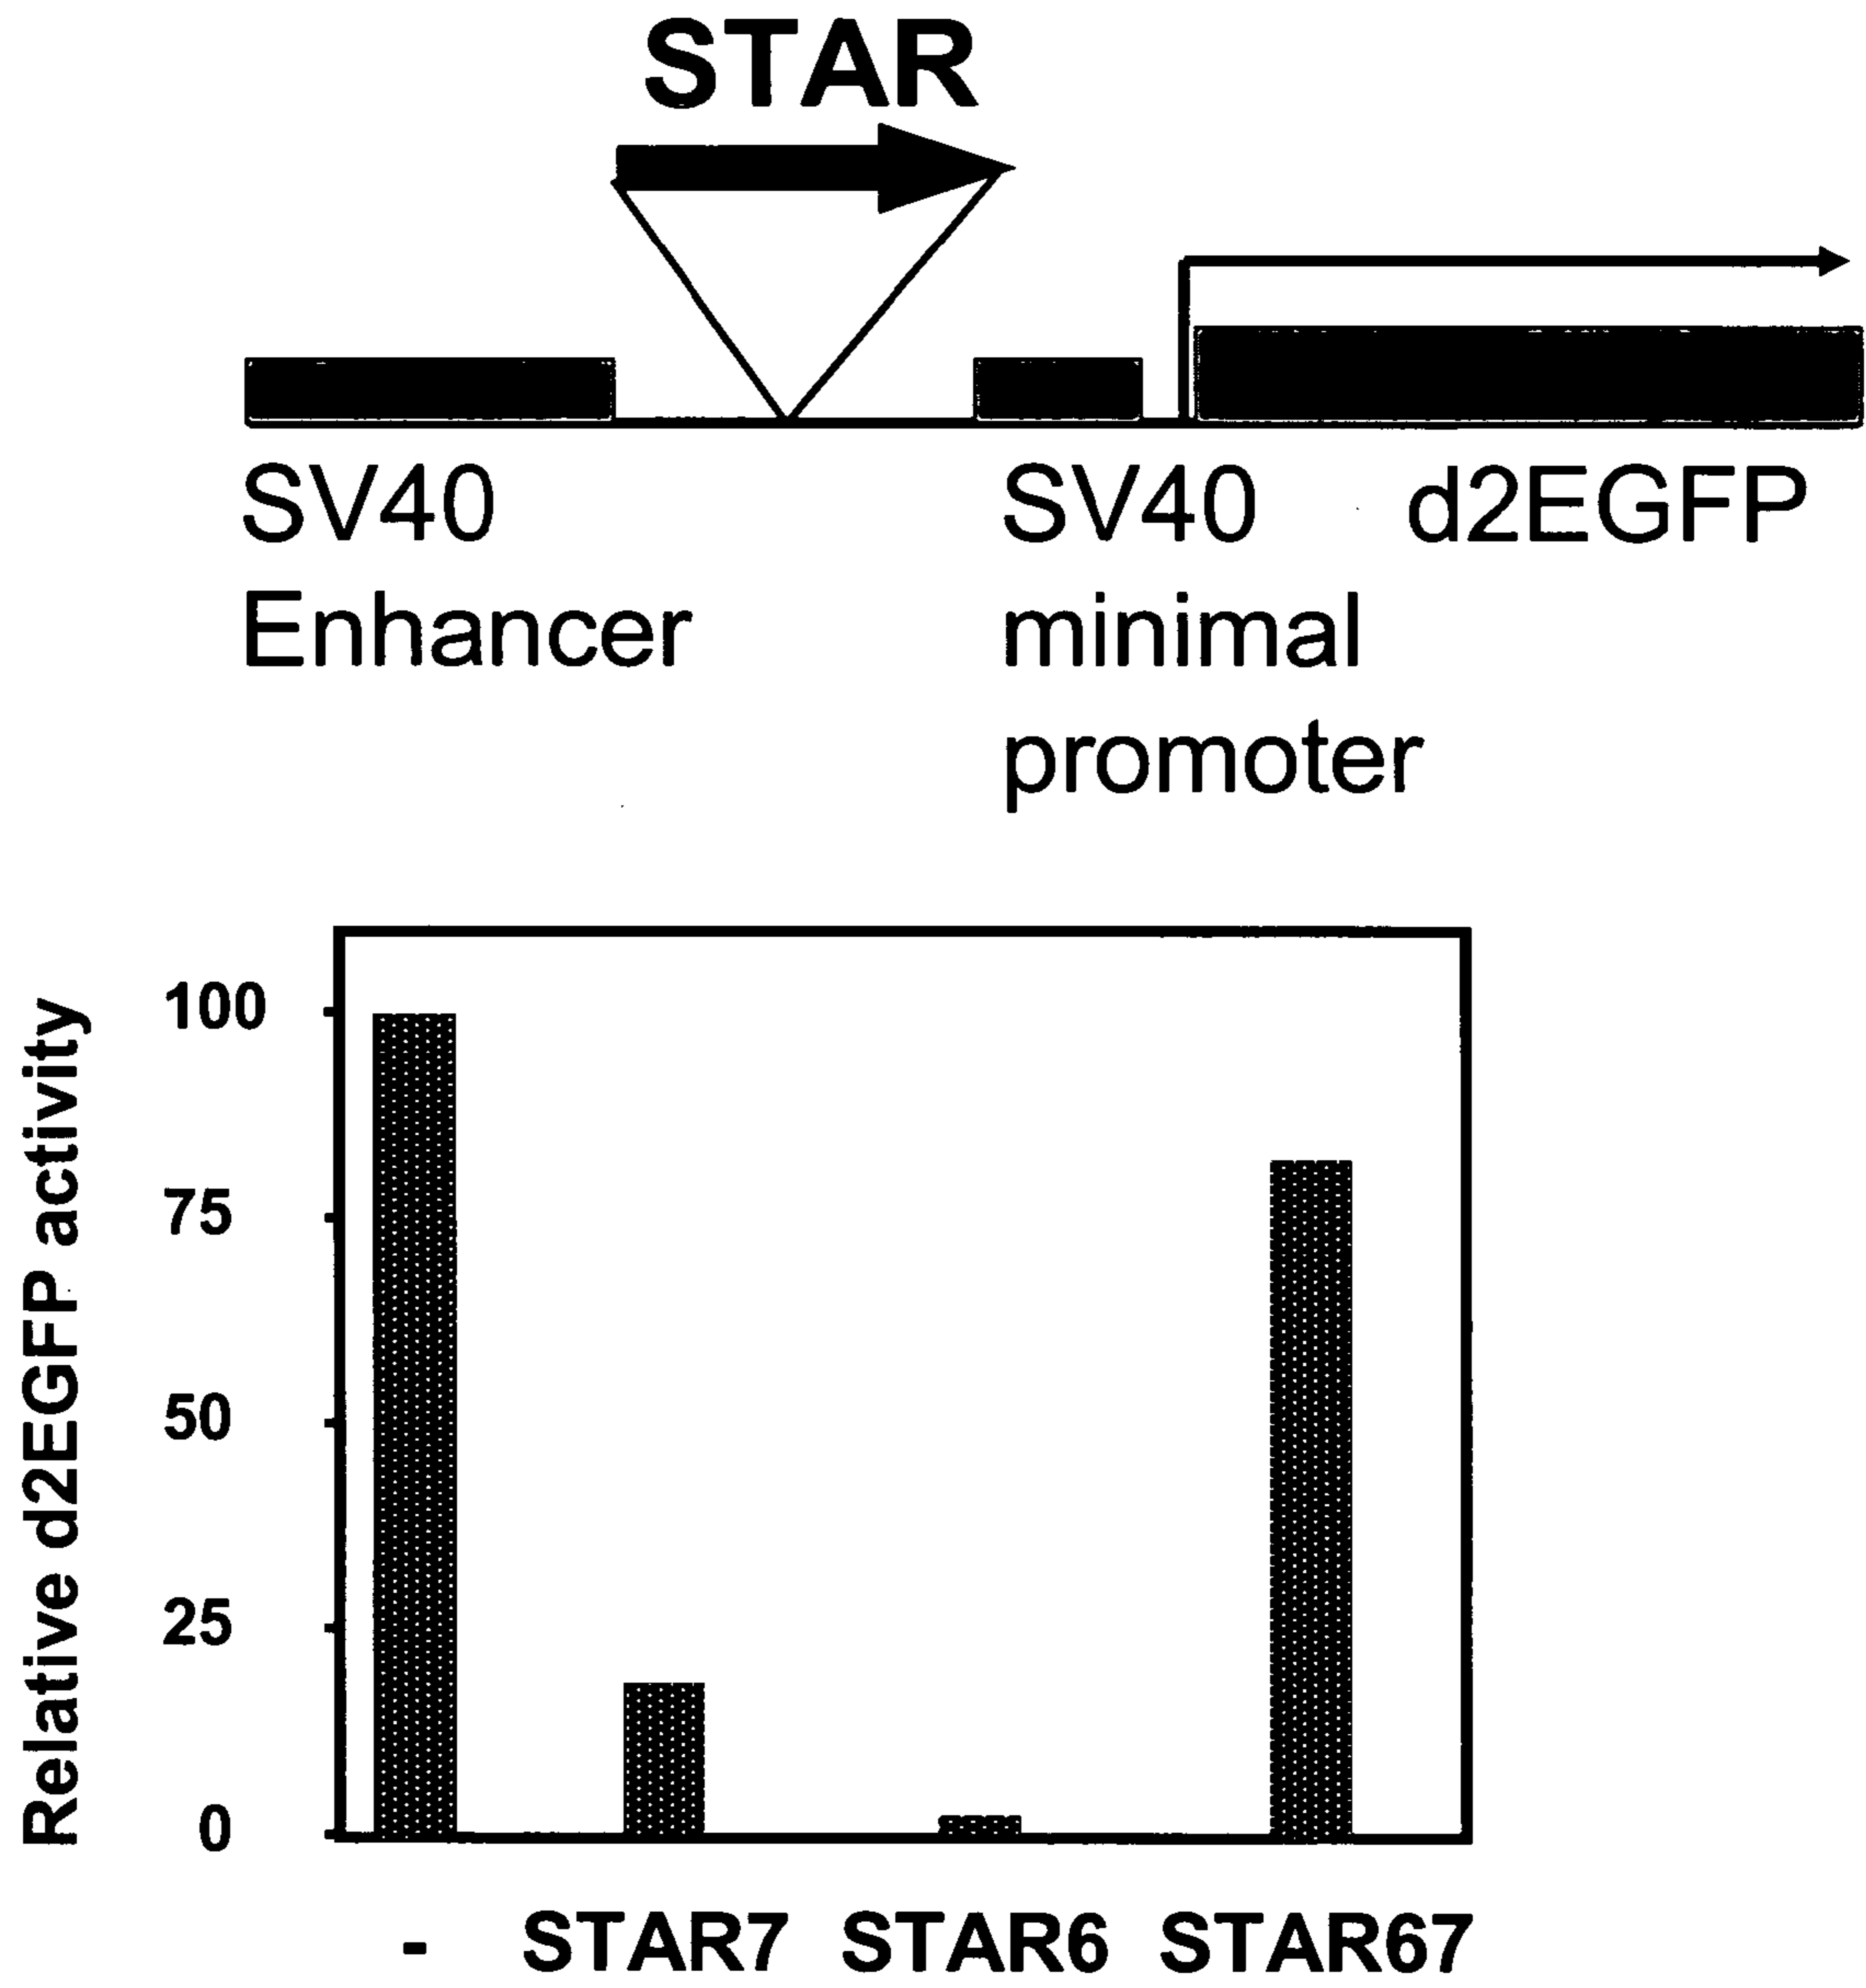 STAR
SV40
Enhancer
SV40
minimal
promoter
d2EGFP
Relative d2EGFP activity
100
75
50
25
0
- STAR7 STAR6 STAR67